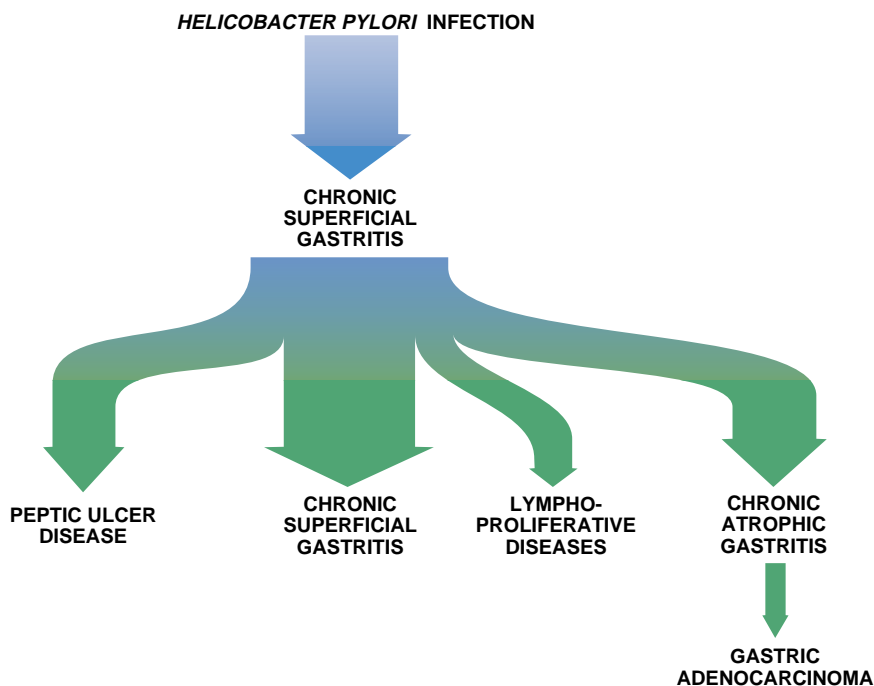 HELICOBACTER PYLORI INFECTION
CHRONIC
SUPERFICIAL
GASTRITIS
PEPTIC ULCER
DISEASE
CHRONIC
SUPERFICIAL
GASTRITIS
LYMPHO-
PROLIFERATIVE
DISEASES
CHRONIC
ATROPHIC
GASTRITIS
GASTRIC
ADENOCARCINOMA